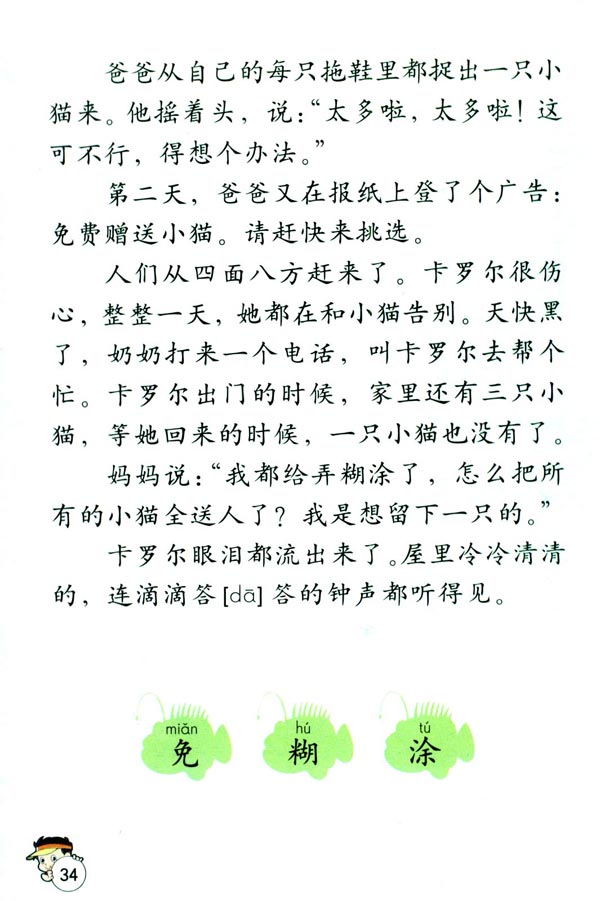 爸爸从自己的每只拖鞋里都捉出一只小
猫来。他摇着头，说：“太多啦，太多啦！这
可不行，得想个办法。”
第二天，爸爸又在报纸上登了个广告：
免费赠送小猫。请赶快来挑选。
人们从四面八方赶来了。卡罗尔很伤
心，整整一天，她都在和小猫告别。天快黑
了，奶奶打来一个电话，叫卡罗尔去帮个
忙。卡罗尔出门的时候，家里还有三只小
猫，等她回来的时候，一只小猫也没有了。
妈妈说：“我都给弄糊涂了，怎么把所
有的小猫全送人了？我是想留下一只的。”
卡罗尔眼泪都流出来了。屋里冷冷清清
的，连滴滴答[dā]答的钟声都听得见。
miǎn hú tú
免 糊 涂
34